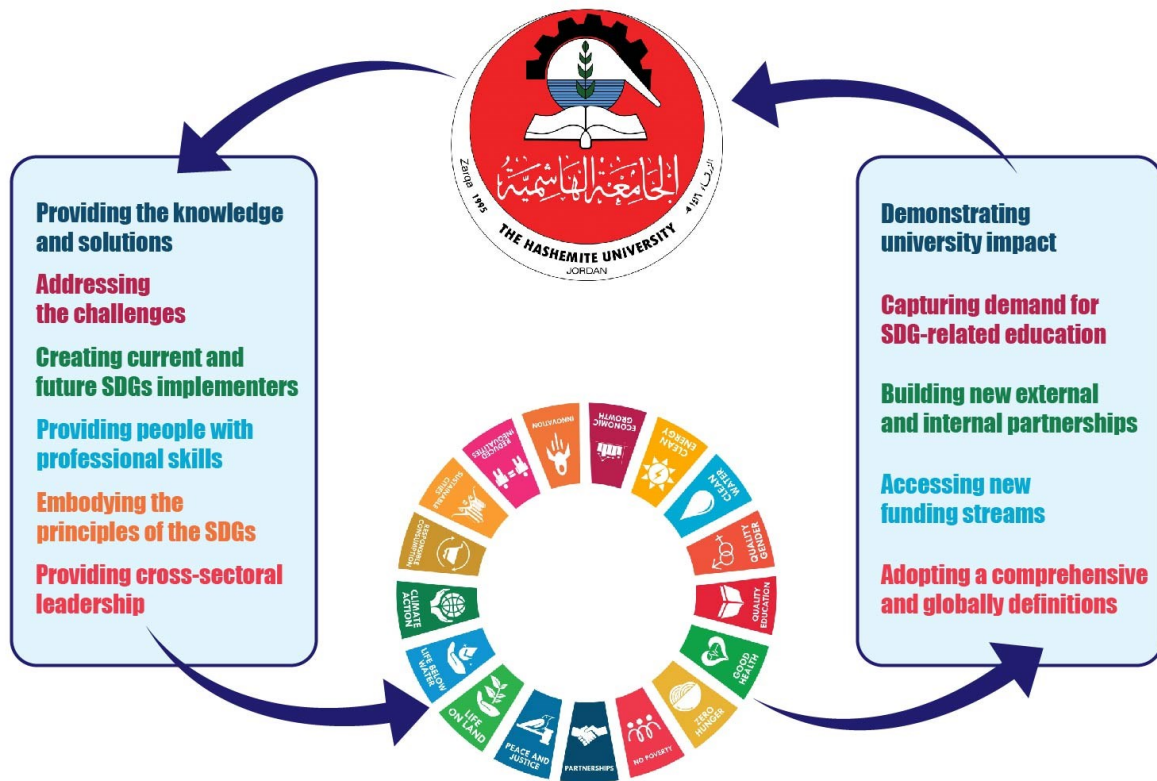 الجامعة الهاشمية
Zarqa 1995
الزرقاء ١٤١٦هـ
THE HASHEMITE UNIVERSITY
JORDAN
Providing the knowledge
and solutions
Addressing
the challenges
Creating current and
future SDGs implementers
Providing people with
professional skills
Embodying the
principles of the SDGs
Providing cross-sectoral
leadership
Demonstrating
university impact
Capturing demand for
SDG-related education
Building new external
and internal partnerships
Accessing new
funding streams
Adopting a comprehensive
and globally definitions
INNOVATION
ECONOMIC
GROWTH
CLEAN
ENERGY
CLEAN
WATER
QUALITY
GENDER
QUALITY
EDUCATION
GOOD
HEALTH
ZERO
HUNGER
NO POVERTY
PARTNERSHIPS
PEACE AND
JUSTICE
LIFE
ON LAND
LIFE BELOW
WATER
CLIMATE
ACTION
RESPONSIBLE
CONSUMPTION
SUSTAINABLE
CITIES
REDUCED
INEQUALITIES